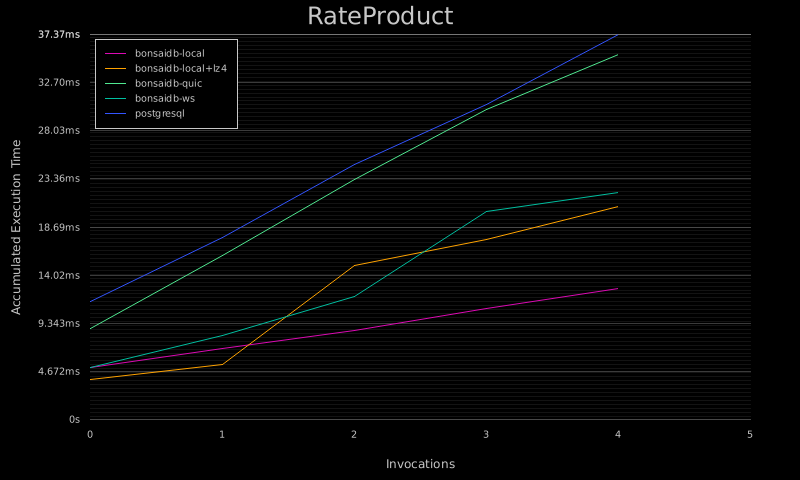 RateProduct
37.37ms
32.70ms
28.03ms
23.36ms
18.69ms
14.02ms
9.343ms
4.672ms
0s
Accumulated Execution Time
bonsaidb-local
bonsaidb-local+lz4
bonsaidb-quic
bonsaidb-ws
postgresql
0 1 2 3 4 5
Invocations